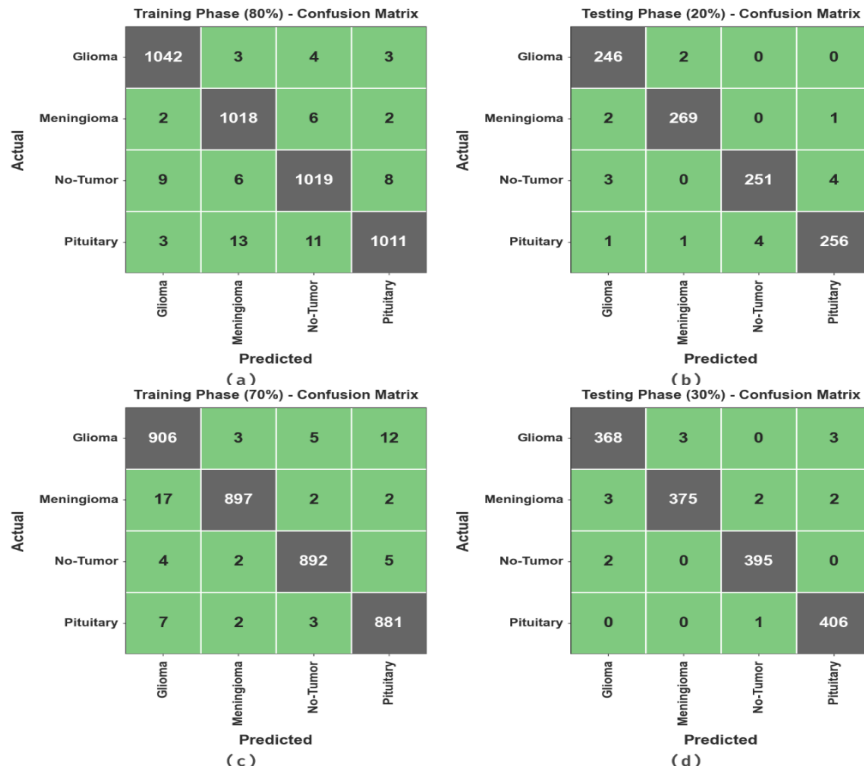 Training Phase (80%) - Confusion Matrix
Actual
Glioma 1042 3 4 3
Meningioma 2 1018 6 2
No-Tumor 9 6 1019 8
Pituitary 3 13 11 1011
Glioma Meningioma No-Tumor Pituitary
Predicted
(a)
Testing Phase (20%) - Confusion Matrix
Actual
Glioma 246 2 0 0
Meningioma 2 269 0 1
No-Tumor 3 0 251 4
Pituitary 1 1 4 256
Glioma Meningioma No-Tumor Pituitary
Predicted
(b)
Training Phase (70%) - Confusion Matrix
Actual
Glioma 906 3 5 12
Meningioma 17 897 2 2
No-Tumor 4 2 892 5
Pituitary 7 2 3 881
Glioma Meningioma No-Tumor Pituitary
Predicted
(c)
Testing Phase (30%) - Confusion Matrix
Actual
Glioma 368 3 0 3
Meningioma 3 375 2 2
No-Tumor 2 0 395 0
Pituitary 0 0 1 406
Glioma Meningioma No-Tumor Pituitary
Predicted
(d)